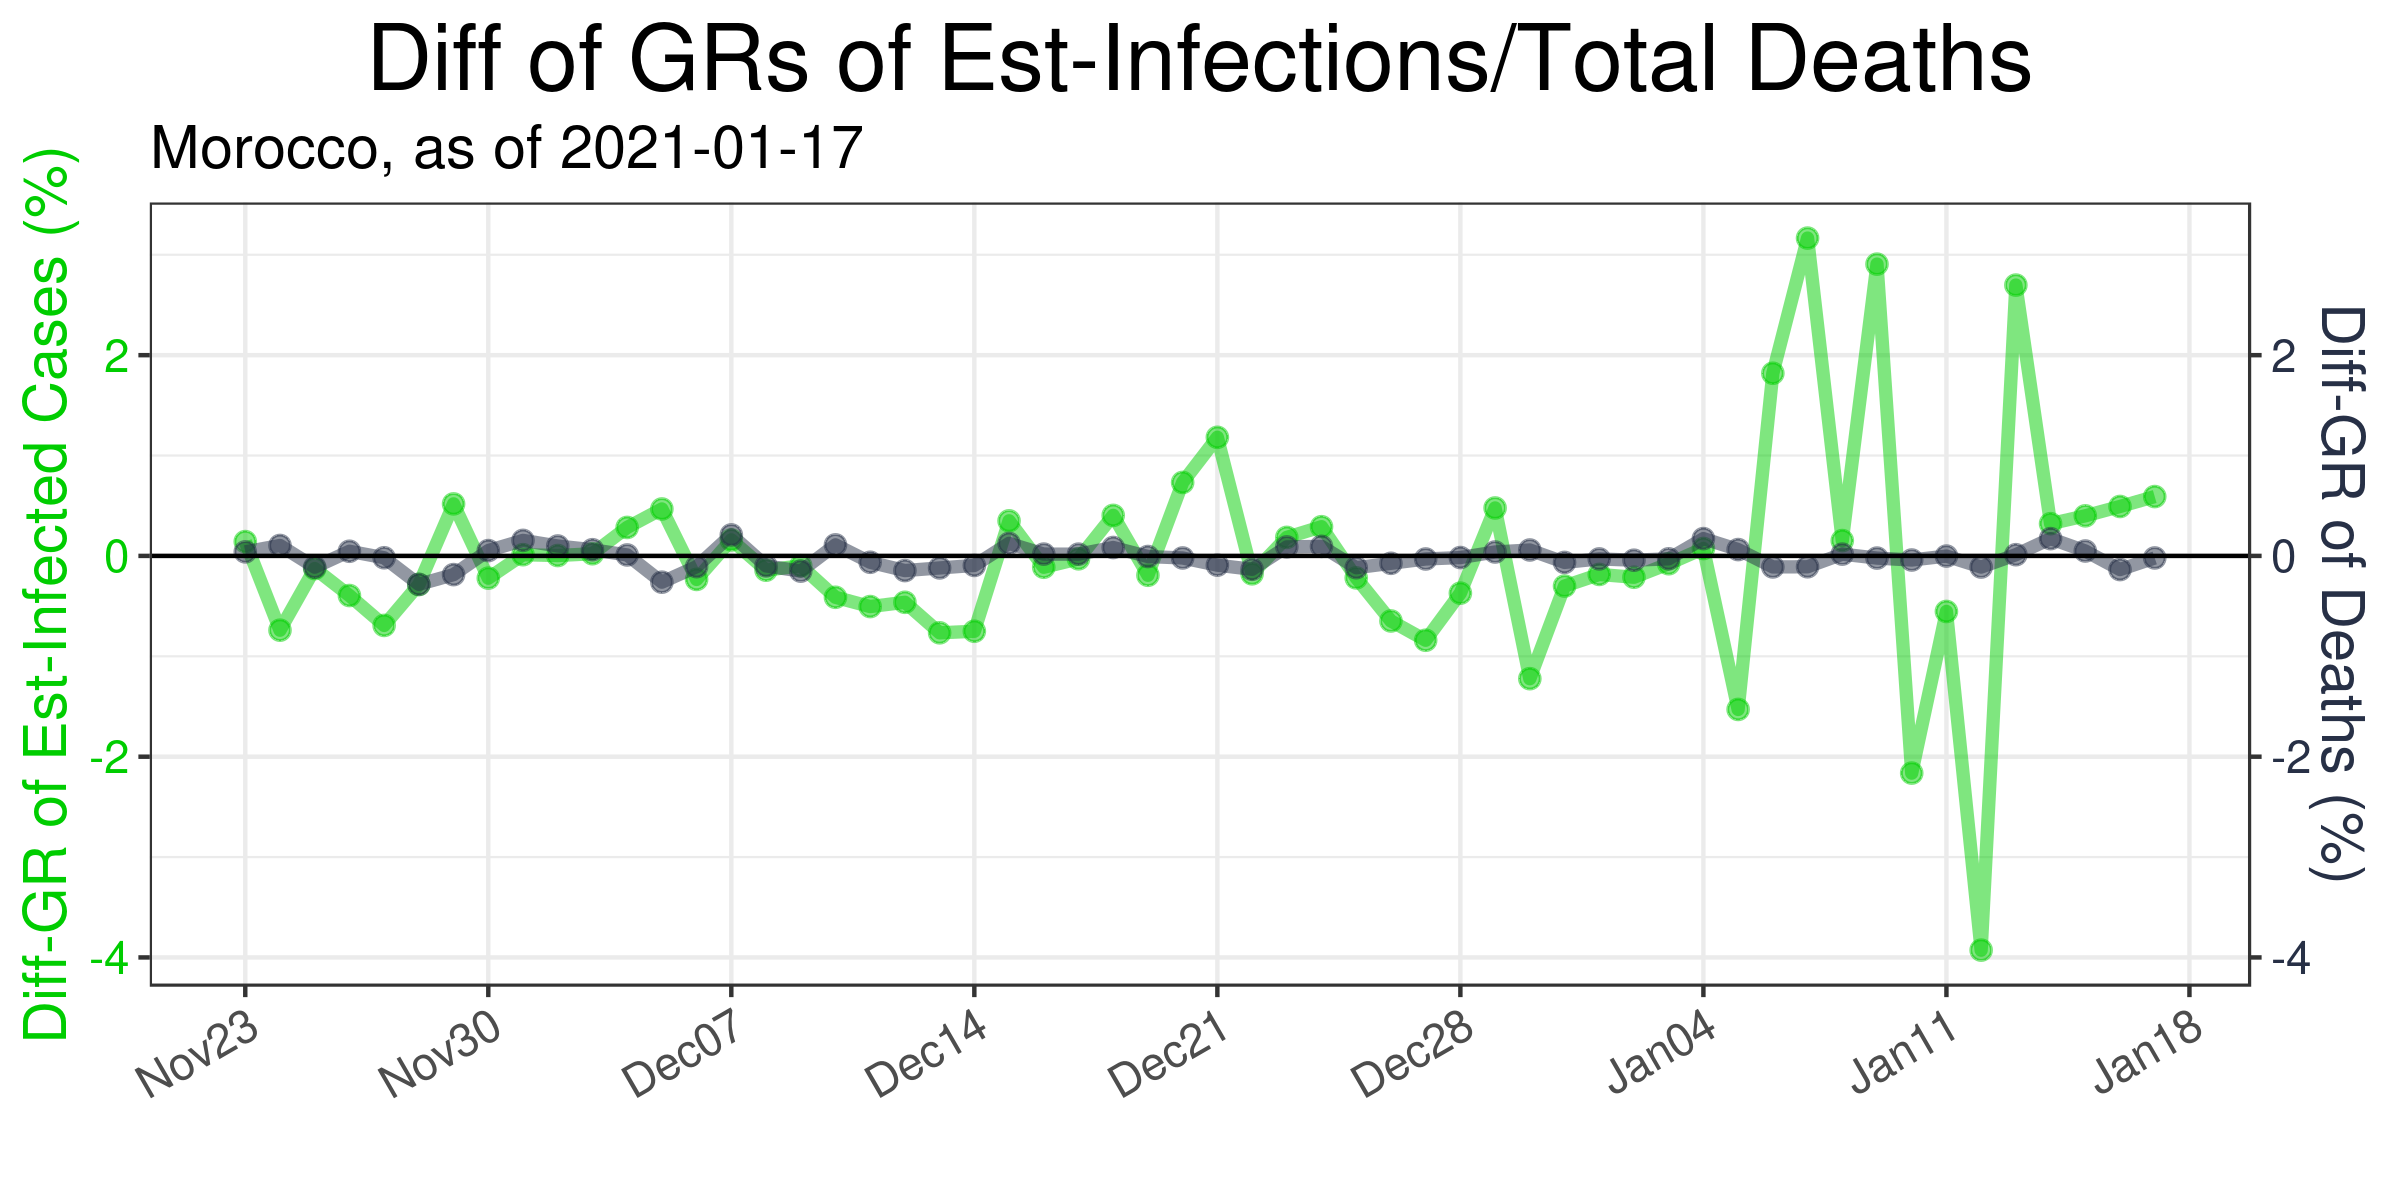 Diff of GRs of Est-Infections/Total Deaths
Morocco, as of 2021-01-17
Diff-GR of Est-Infected Cases (%)
2
0
-2
-4
2
0
-2
-4
Diff-GR of Deaths (%)
Nov23
Nov30
Dec07
Dec14
Dec21
Dec28
Jan04
Jan11
Jan18